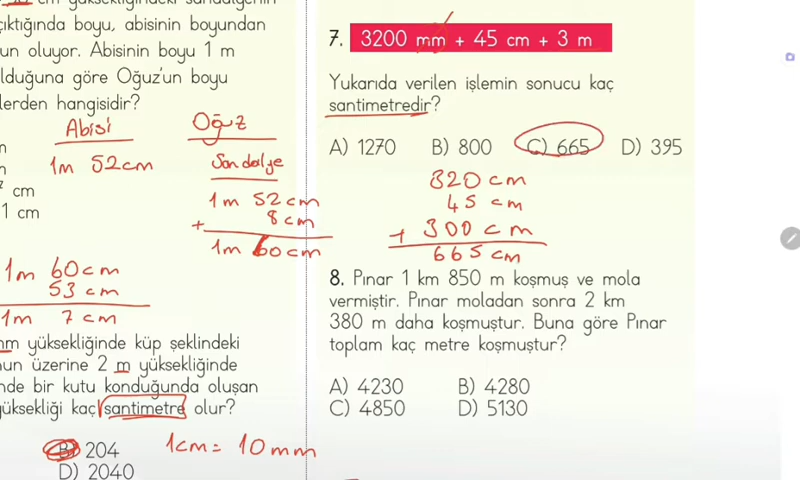 cm yüksekliğindeki sandalyenin
çıktığında boyu, abisinin boyundan
un oluyor. Abisinin boyu 1 m
lduğuna göre Oğuz'un boyu
lerden hangisidir?
Abisi
1m 52cm
Oğuz
Sandalye
1m 52cm
+ 8cm
1m 60cm
cm
1 cm
1m 60cm
53 cm
1m 7cm
mm yüksekliğinde küp şeklindeki
nun üzerine 2 m yüksekliğinde
nde bir kutu konduğunda oluşan
yüksekliği kaç santimetre olur?
B) 204
D) 2040
1cm = 10mm
7. 3200 mm + 45 cm + 3 m
Yukarıda verilen işlemin sonucu kaç
santimetredir?
A) 1270 B) 800 C) 665 D) 395
320 cm
45 cm
+ 300 cm
665 cm
8. Pınar 1 km 850 m koşmuş ve mola
vermiştir. Pınar moladan sonra 2 km
380 m daha koşmuştur. Buna göre Pınar
toplam kaç metre koşmuştur?
A) 4230 B) 4280
C) 4850 D) 5130